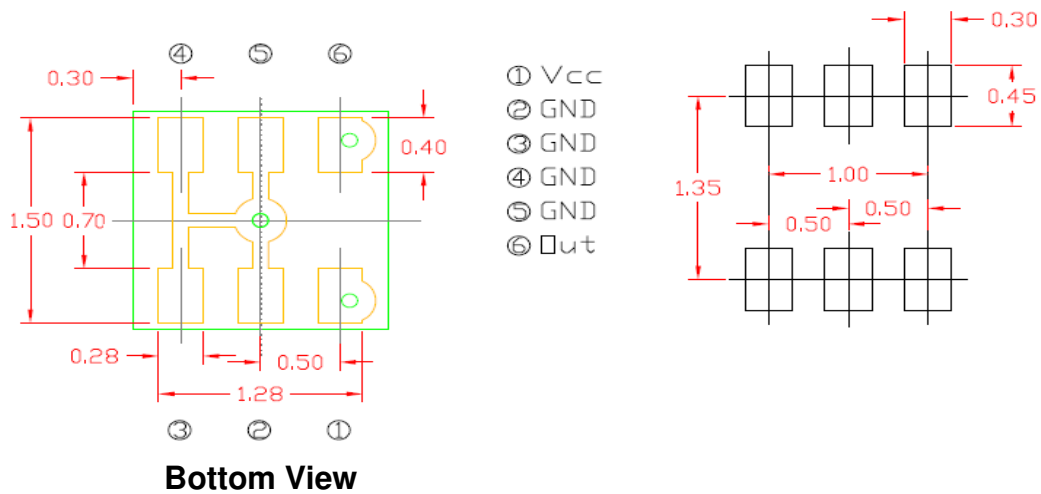 ④ ⑤ ⑥
0.30
0.40
1.50 0.70
0.28
0.50
1.28
③ ② ①
Bottom View
① Vcc
② GND
③ GND
④ GND
⑤ GND
⑥ Out
0.30
0.45
1.35
1.00
0.50 0.50